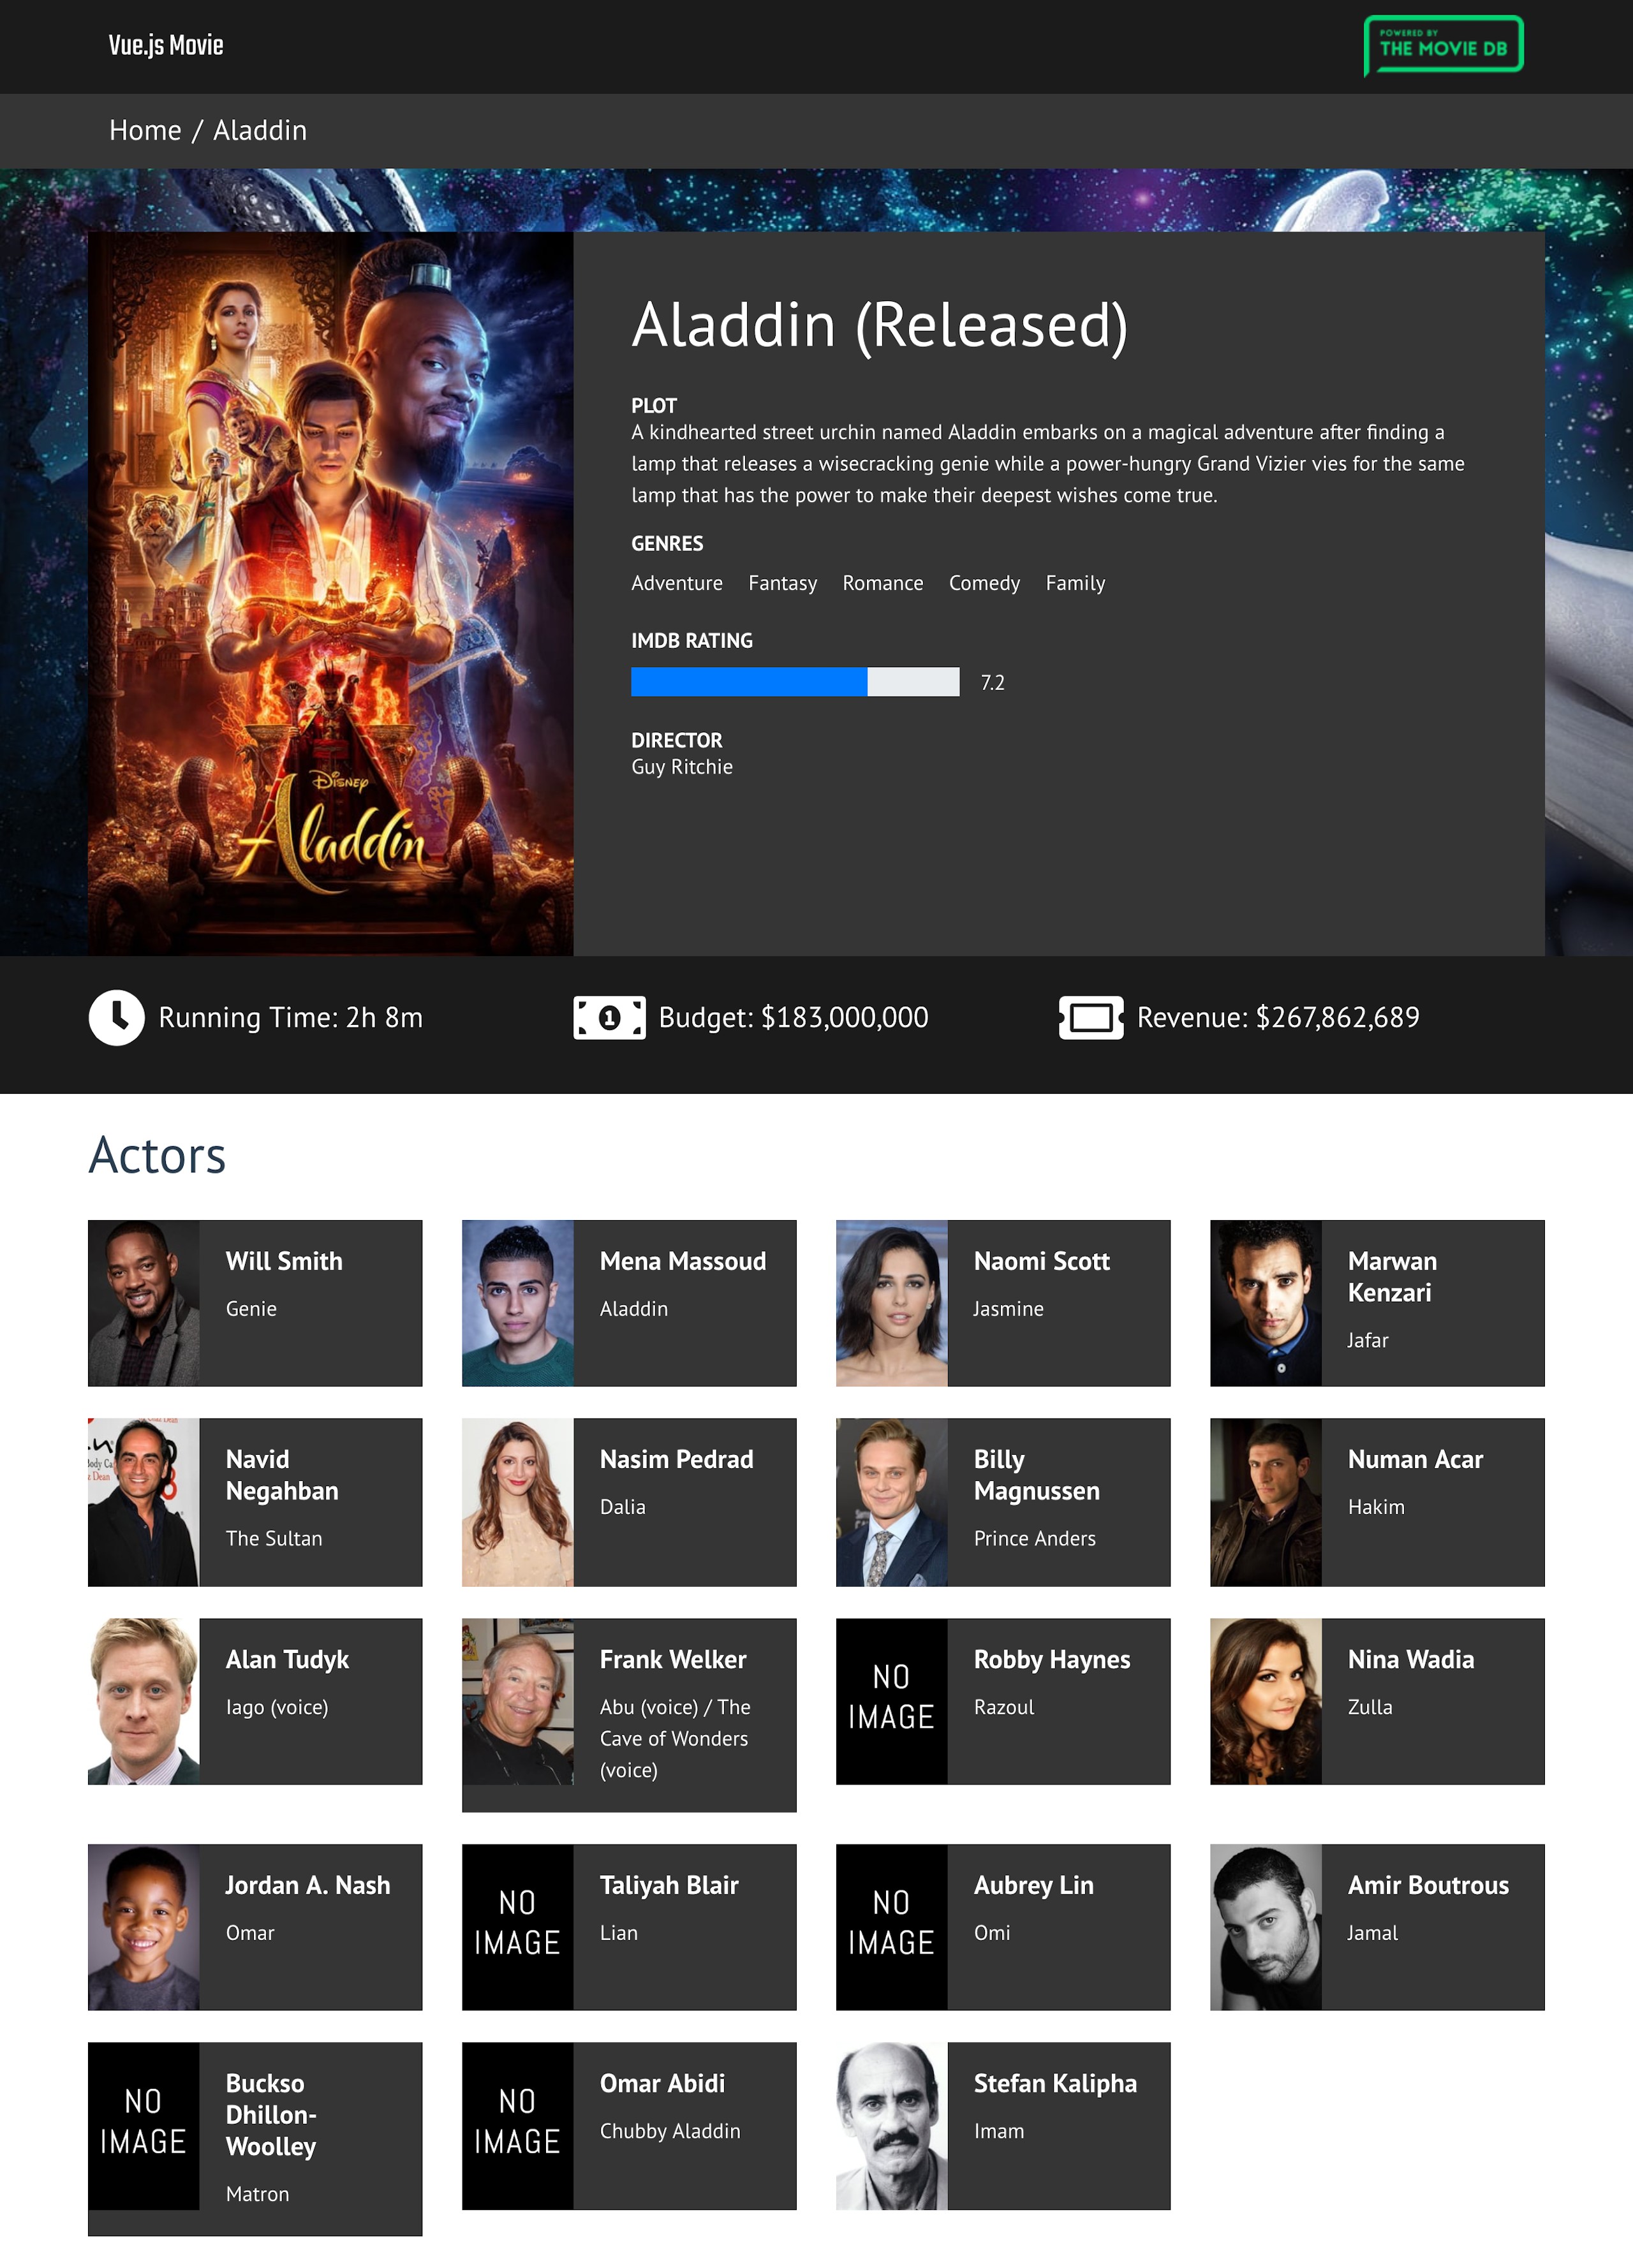 Vue.js Movie
POWERED BY
THE MOVIE DB
Home / Aladdin
Aladdin (Released)
PLOT
A kindhearted street urchin named Aladdin embarks on a magical adventure after finding a
lamp that releases a wisecracking genie while a power-hungry Grand Vizier vies for the same
lamp that has the power to make their deepest wishes come true.
GENRES
Adventure Fantasy Romance Comedy Family
IMDB RATING
7.2
DIRECTOR
Guy Ritchie
Disney
Aladdin
Running Time: 2h 8m
1
Budget: $183,000,000
Revenue: $267,862,689
Actors
Will Smith
Genie
Mena Massoud
Aladdin
Naomi Scott
Jasmine
Marwan
Kenzari
Jafar
Navid
Negahban
The Sultan
Nasim Pedrad
Dalia
Billy
Magnussen
Prince Anders
Numan Acar
Hakim
Alan Tudyk
Iago (voice)
Frank Welker
Abu (voice) / The
Cave of Wonders
(voice)
NO
IMAGE
Robby Haynes
Razoul
Nina Wadia
Zulla
Jordan A. Nash
Omar
NO
IMAGE
Taliyah Blair
Lian
NO
IMAGE
Aubrey Lin
Omi
Amir Boutrous
Jamal
NO
IMAGE
Buckso
Dhillon-
Woolley
Matron
NO
IMAGE
Omar Abidi
Chubby Aladdin
Stefan Kalipha
Imam